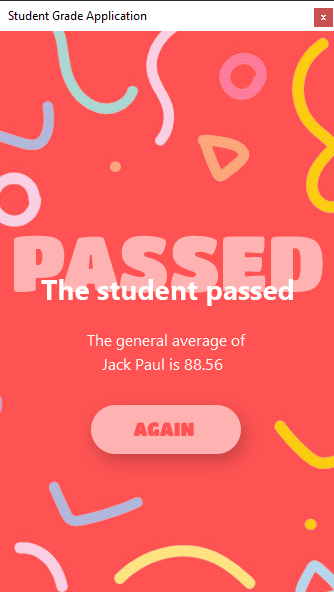 Student Grade Application
x
PASSED
The student passed
The general average of
Jack Paul is 88.56
AGAIN